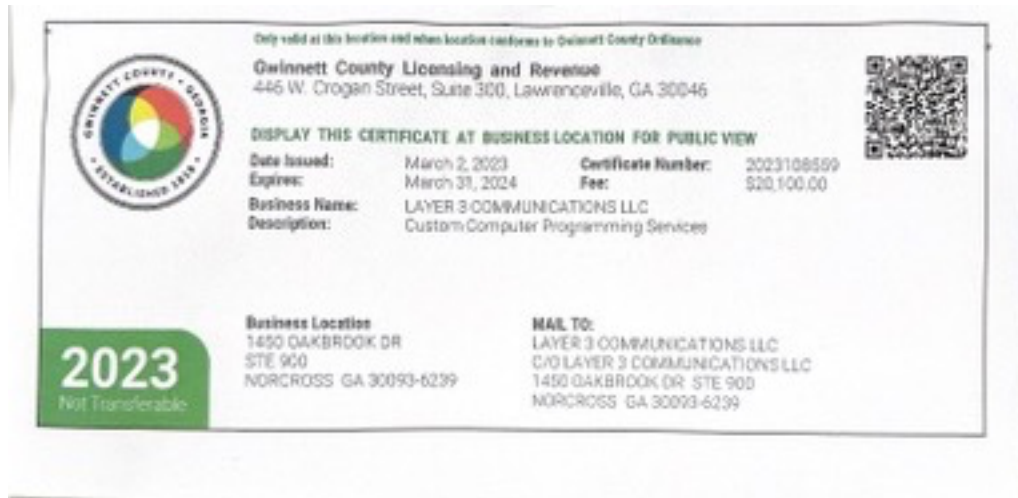 Only valid at this location and when location conforms to Gwinnett County Ordinance
GWINNETT COUNTY • GEORGIA
• ESTABLISHED 1818 •
Gwinnett County Licensing and Revenue
446 W. Crogan Street, Suite 300, Lawrenceville, GA 30046
DISPLAY THIS CERTIFICATE AT BUSINESS LOCATION FOR PUBLIC VIEW
Date Issued: March 2, 2023 Certificate Number: 2023108559
Expires: March 31, 2024 Fee: $20,100.00
Business Name: LAYER 3 COMMUNICATIONS LLC
Description: Custom Computer Programming Services
Business Location
1450 OAKBROOK DR
STE 900
NORCROSS GA 30093-6239
MAIL TO:
LAYER 3 COMMUNICATIONS LLC
C/O LAYER 3 COMMUNICATIONS LLC
1450 OAKBROOK DR STE 900
NORCROSS GA 30093-6239
2023
Not Transferable